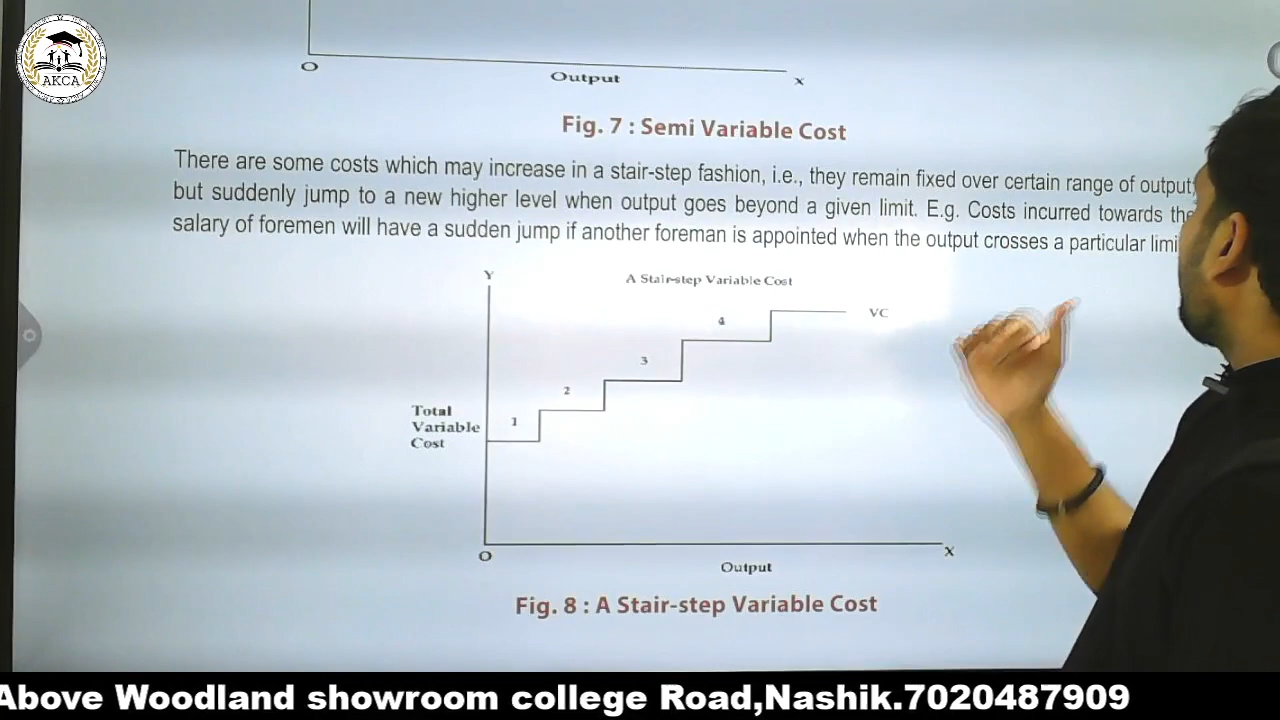 AKCA
O
Output
x
Fig. 7 : Semi Variable Cost
There are some costs which may increase in a stair-step fashion, i.e., they remain fixed over certain range of output;
but suddenly jump to a new higher level when output goes beyond a given limit. E.g. Costs incurred towards the
salary of foremen will have a sudden jump if another foreman is appointed when the output crosses a particular limi
Y
A Stair-step Variable Cost
VC
4
3
2
1
Total
Variable
Cost
O
X
Output
Fig. 8 : A Stair-step Variable Cost
Above Woodland showroom college Road,Nashik.7020487909